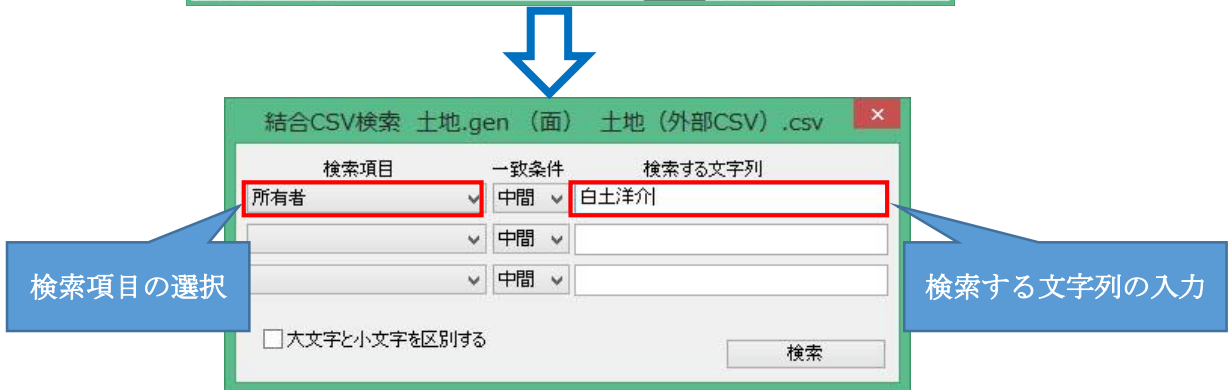 結合CSV検索 土地.gen (面) 土地(外部CSV).csv
検索項目 一致条件 検索する文字列
所有者 中間 白土洋介
中間
中間
検索項目の選択
検索する文字列の入力
大文字と小文字を区別する
検索